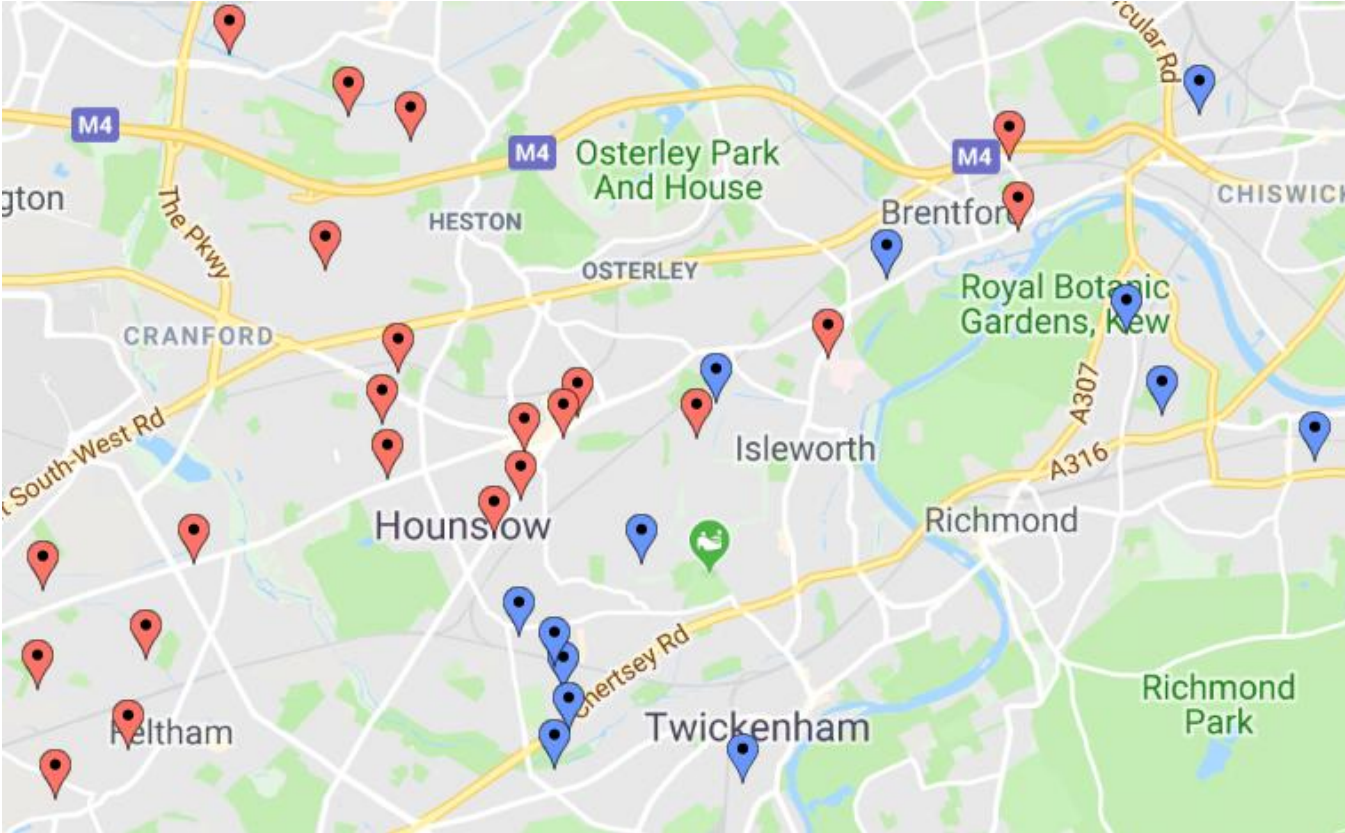 rcular Rd
M4
M4
Osterley Park
And House
M4
gton
The Pkwy
HESTON
Brentford
CHISWICK
OSTERLEY
Royal Botanic
Gardens, Kew
CRANFORD
A307
t South-West Rd
Isleworth
A316
Hounslow
Richmond
Chertsey Rd
Richmond
Park
Feltham
Twickenham